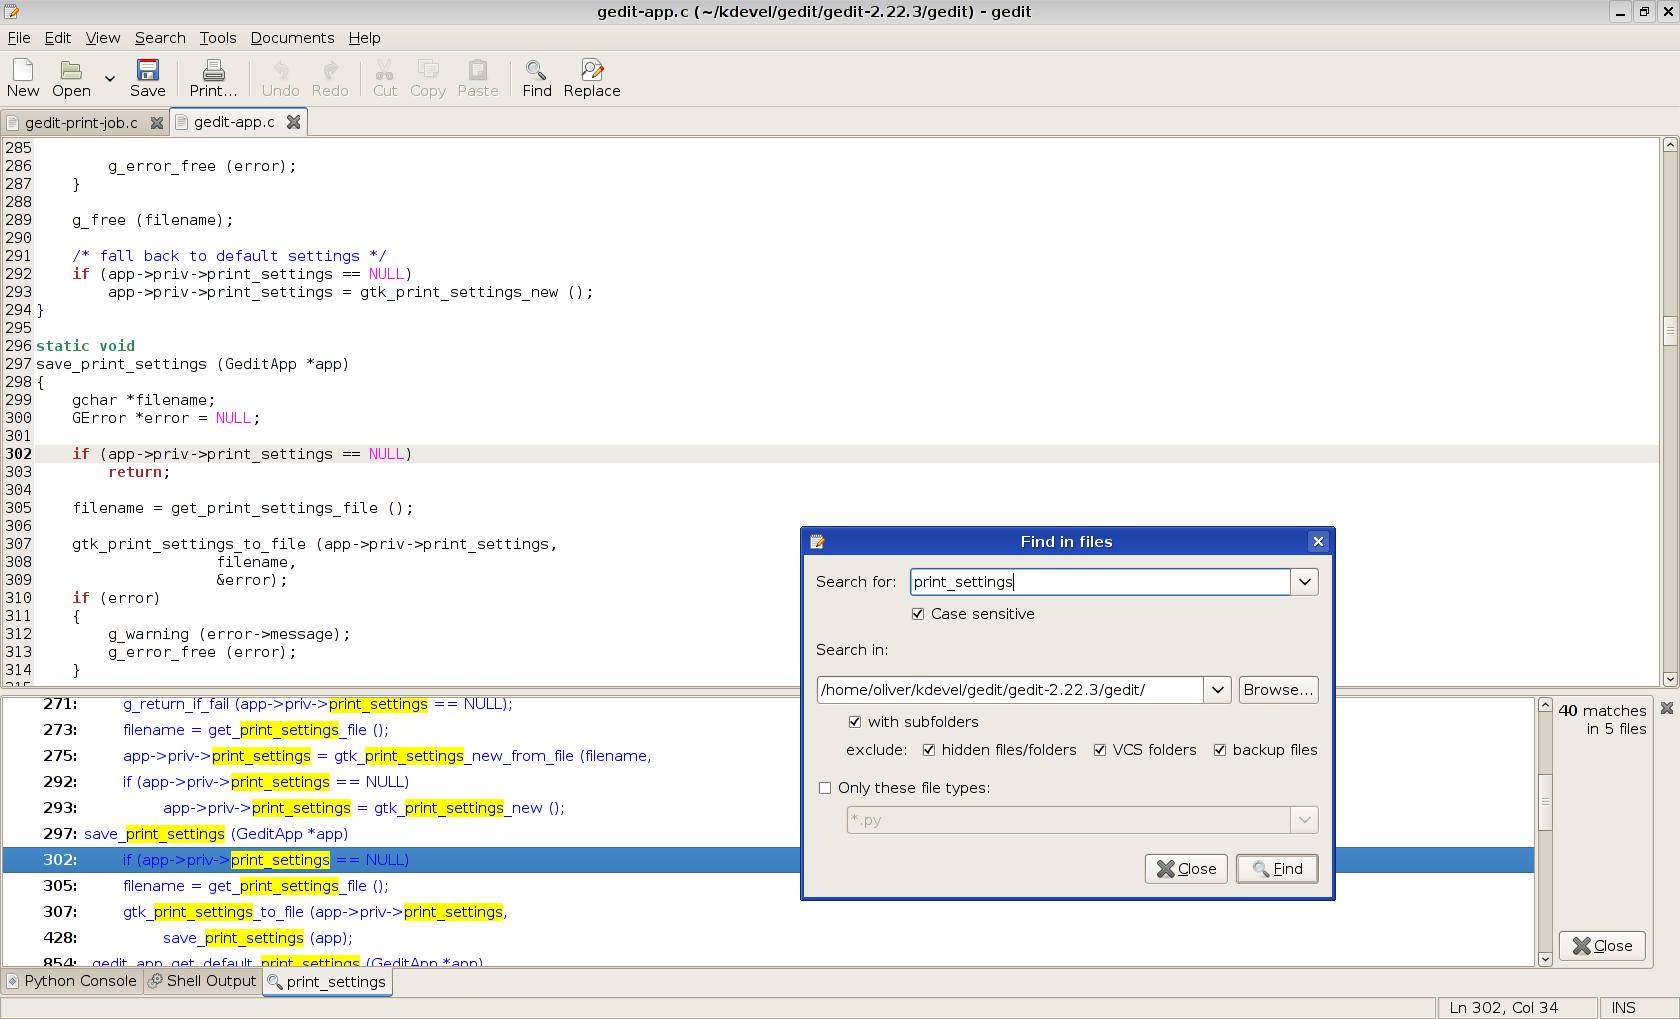 gedit-app.c (~/kdevel/gedit/gedit-2.22.3/gedit) - gedit
File Edit View Search Tools Documents Help
New Open Save Print... Undo Redo Cut Copy Paste Find Replace
gedit-print-job.c gedit-app.c
285
286 g_error_free (error);
287 }
288
289 g_free (filename);
290
291 /* fall back to default settings */
292 if (app->priv->print_settings == NULL)
293 app->priv->print_settings = gtk_print_settings_new ();
294 }
295
296 static void
297 save_print_settings (GeditApp *app)
298 {
299 gchar *filename;
300 GError *error = NULL;
301
302 if (app->priv->print_settings == NULL)
303 return;
304
305 filename = get_print_settings_file ();
306
307 gtk_print_settings_to_file (app->priv->print_settings,
308 filename,
309 &error);
310 if (error)
311 {
312 g_warning (error->message);
313 g_error_free (error);
314 }
315
Find in files
Search for: print_settings
Case sensitive
Search in:
/home/oliver/kdevel/gedit/gedit-2.22.3/gedit/ Browse...
with subfolders
exclude: hidden files/folders VCS folders backup files
Only these file types:
*.py
Close Find
271: g_return_if_fail (app->priv->print_settings == NULL);
273: filename = get_print_settings_file ();
275: app->priv->print_settings = gtk_print_settings_new_from_file (filename,
292: if (app->priv->print_settings == NULL)
293: app->priv->print_settings = gtk_print_settings_new ();
297: save_print_settings (GeditApp *app)
302: if (app->priv->print_settings == NULL)
305: filename = get_print_settings_file ();
307: gtk_print_settings_to_file (app->priv->print_settings,
428: save_print_settings (app);
854: _gedit_app_get_default_print_settings (GeditApp *app)
40 matches
in 5 files
Close
Python Console Shell Output print_settings
Ln 302, Col 34 INS